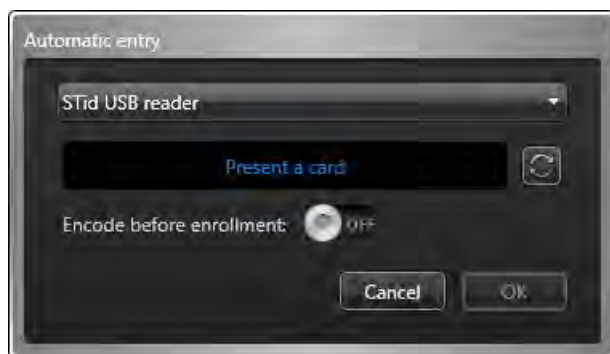 Automatic entry
STid USB reader
Present a card
Encode before enrollment: OFF
Cancel OK